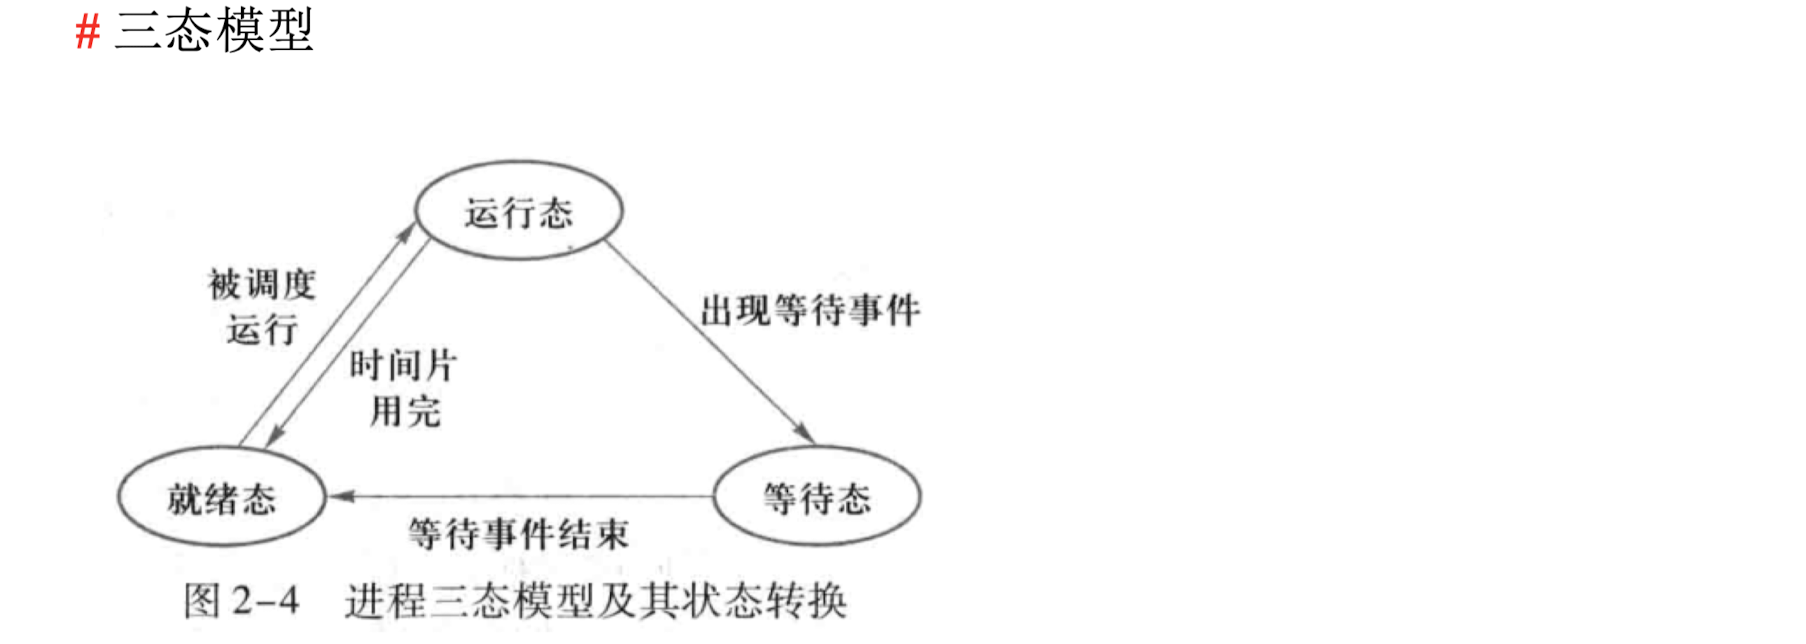 # 三态模型
运行态
被调度
运行
出现等待事件
时间片
用完
就绪态
等待态
等待事件结束
图 2-4 进程三态模型及其状态转换